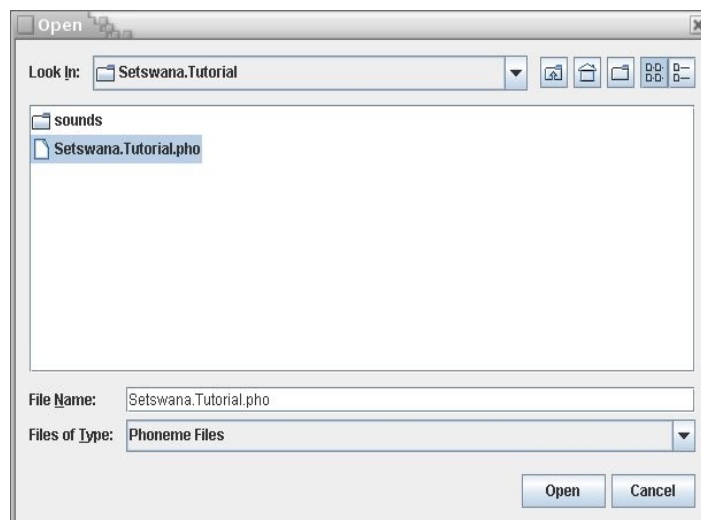 Open
Look In: Setswana.Tutorial
sounds
Setswana.Tutorial.pho
File Name: Setswana.Tutorial.pho
Files of Type: Phoneme Files
Open Cancel